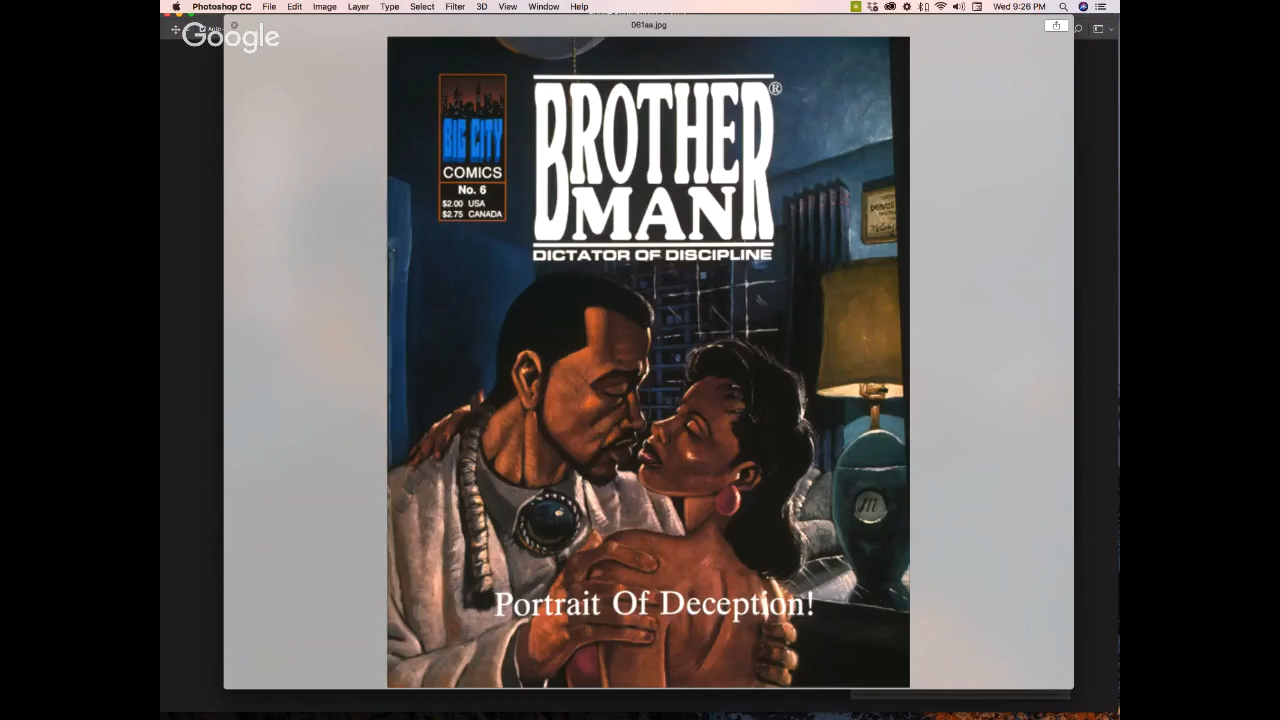 Photoshop CC File Edit Image Layer Type Select Filter 3D View Window Help
Wed 9:26 PM
061aa.jpg
Auto-
Google
BROTHER
MAN
®
DICTATOR OF DISCIPLINE
BIG CITY
COMICS
No. 6
$2.00 USA
$2.75 CANADA
m
Portrait Of Deception!